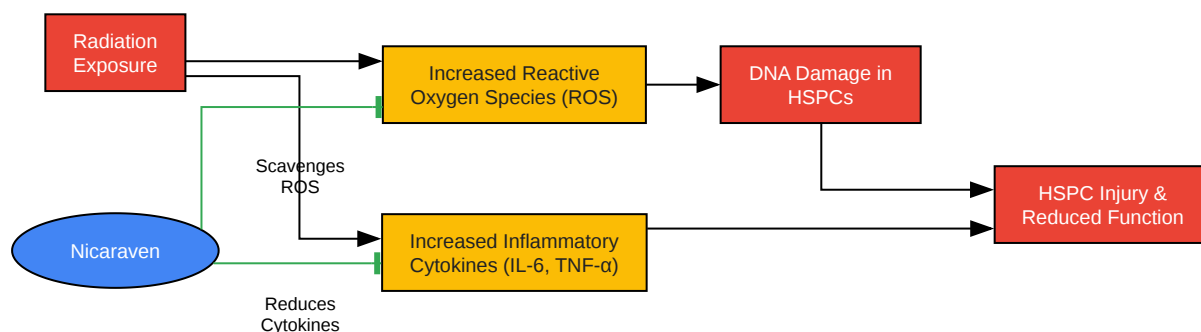 Radiation
Exposure
Increased Reactive
Oxygen Species (ROS)
DNA Damage in
HSPCs
Scavenges
ROS
HSPC Injury &
Reduced Function
Nicaraven
Increased Inflammatory
Cytokines (IL-6, TNF-α)
Reduces
Cytokines